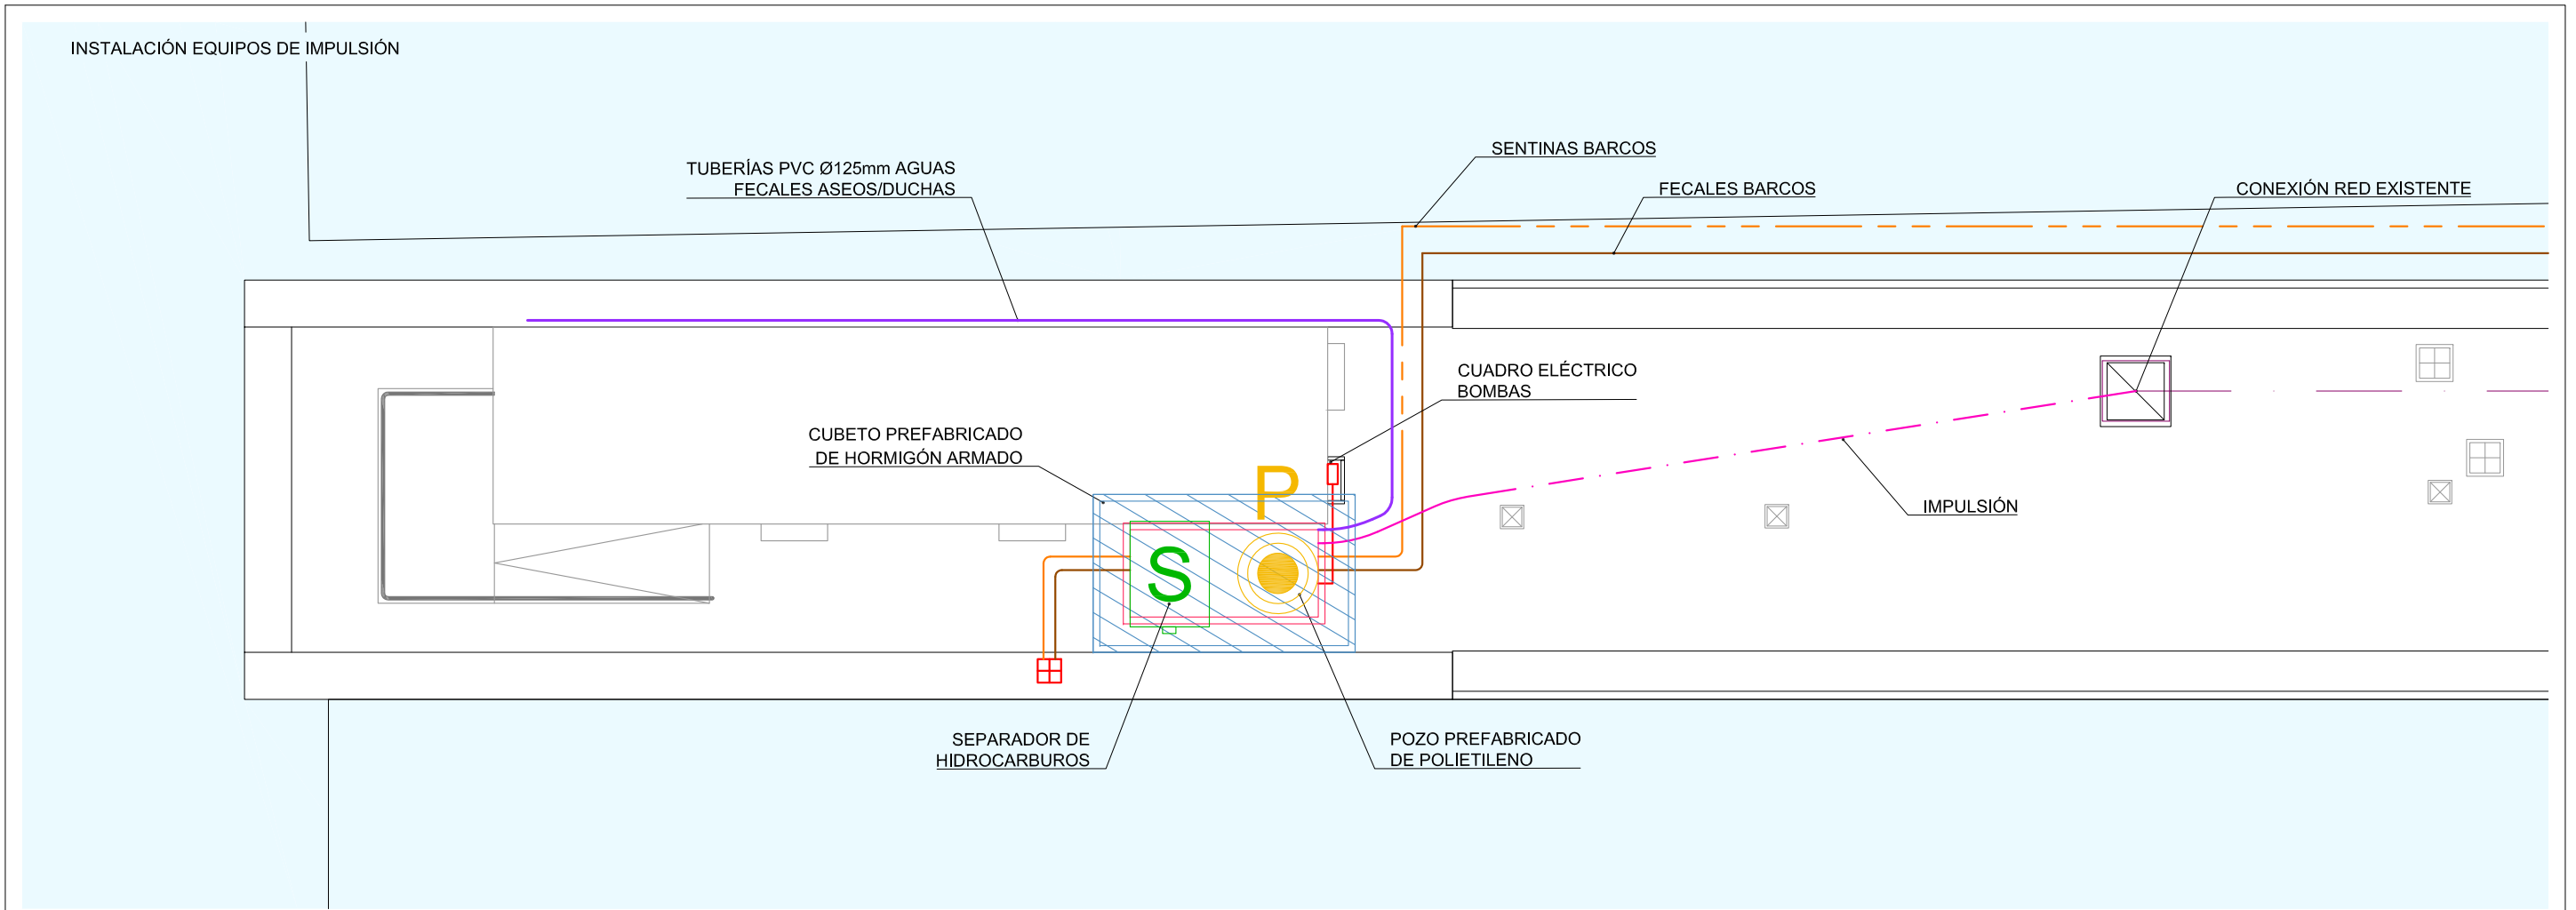 INSTALACIÓN EQUIPOS DE IMPULSIÓN
SENTINAS BARCOS
TUBERÍAS PVC Ø125mm AGUAS
FECALES ASEOS/DUCHAS
FECALES BARCOS
CONEXIÓN RED EXISTENTE
CUADRO ELÉCTRICO
BOMBAS
CUBETO PREFABRICADO
DE HORMIGÓN ARMADO
P
IMPULSIÓN
S
SEPARADOR DE
HIDROCARBUROS
POZO PREFABRICADO
DE POLIETILENO